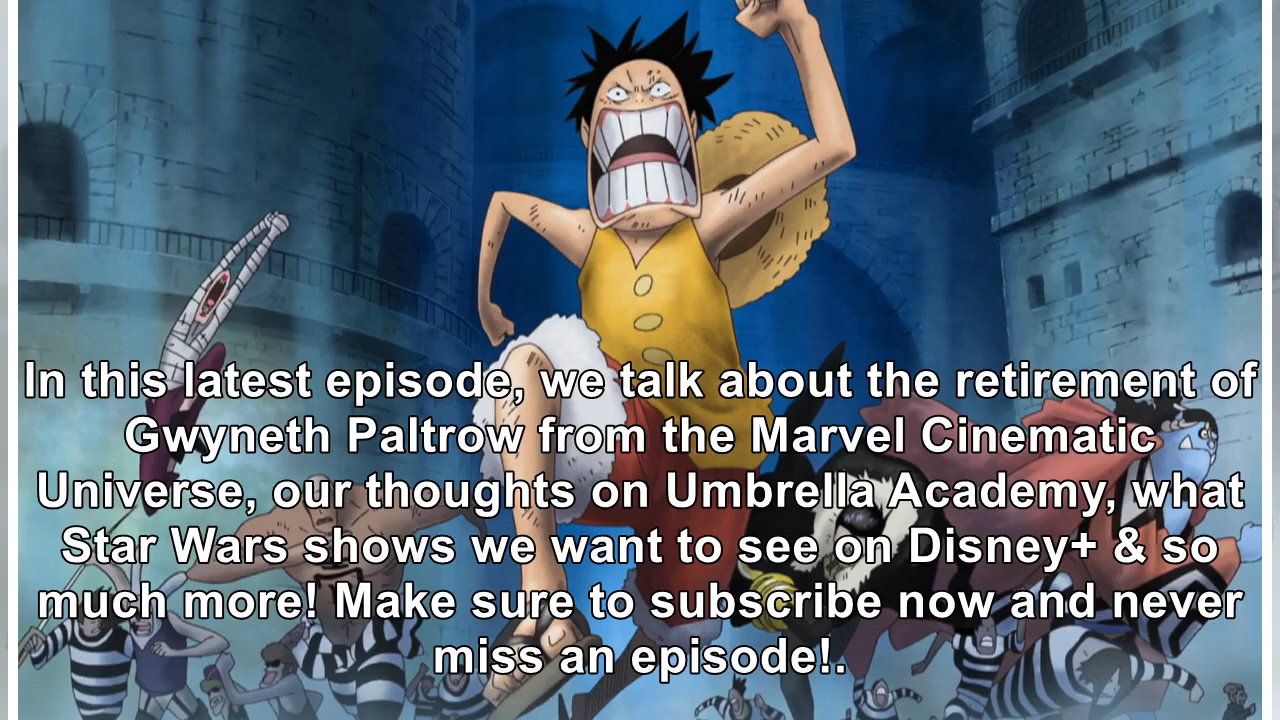 In this latest episode, we talk about the retirement of
Gwyneth Paltrow from the Marvel Cinematic
Universe, our thoughts on Umbrella Academy, what
Star Wars shows we want to see on Disney+ & so
much more! Make sure to subscribe now and never
miss an episode!.